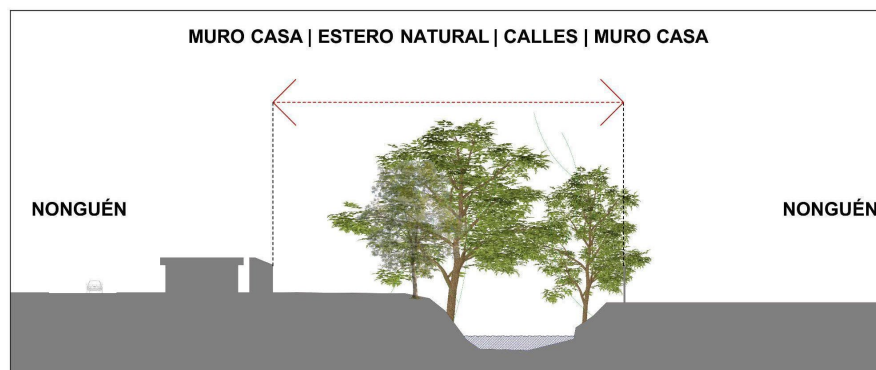 MURO CASA | ESTERO NATURAL | CALLES | MURO CASA
NONGUÉN
NONGUÉN